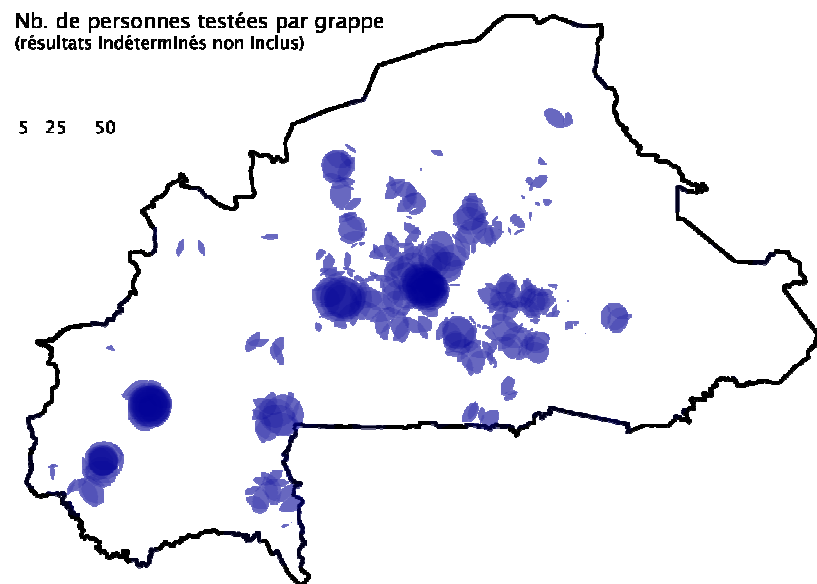 Nb. de personnes testées par grappe
(résultats indéterminés non inclus)
5 25 50